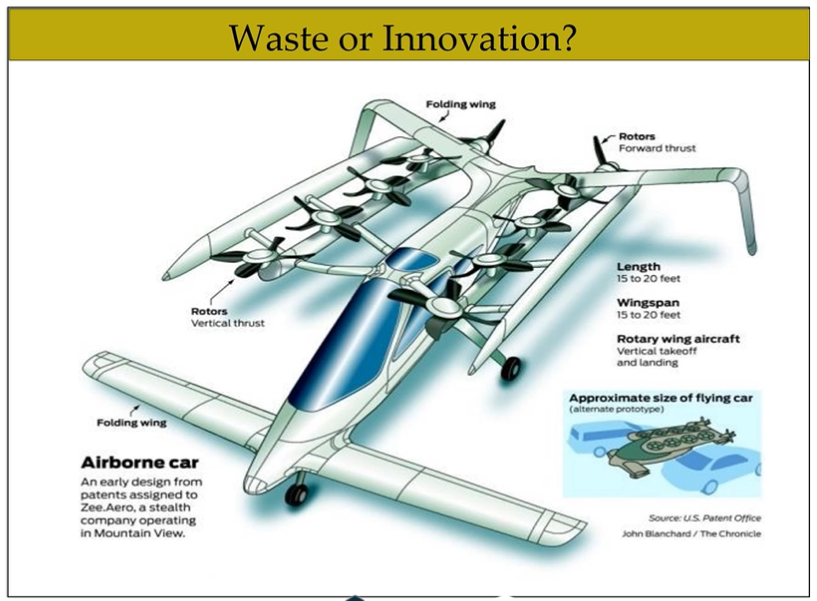 Waste or Innovation?
Folding wing
Rotors
Forward thrust
Length
15 to 20 feet
Wingspan
15 to 20 feet
Rotary wing aircraft
Vertical takeoff
and landing
Rotors
Vertical thrust
Approximate size of flying car
(alternate prototype)
Folding wing
Airborne car
An early design from
patents assigned to
Zee.Aero, a stealth
company operating
in Mountain View.
Source: U.S. Patent Office
John Blanchard / The Chronicle